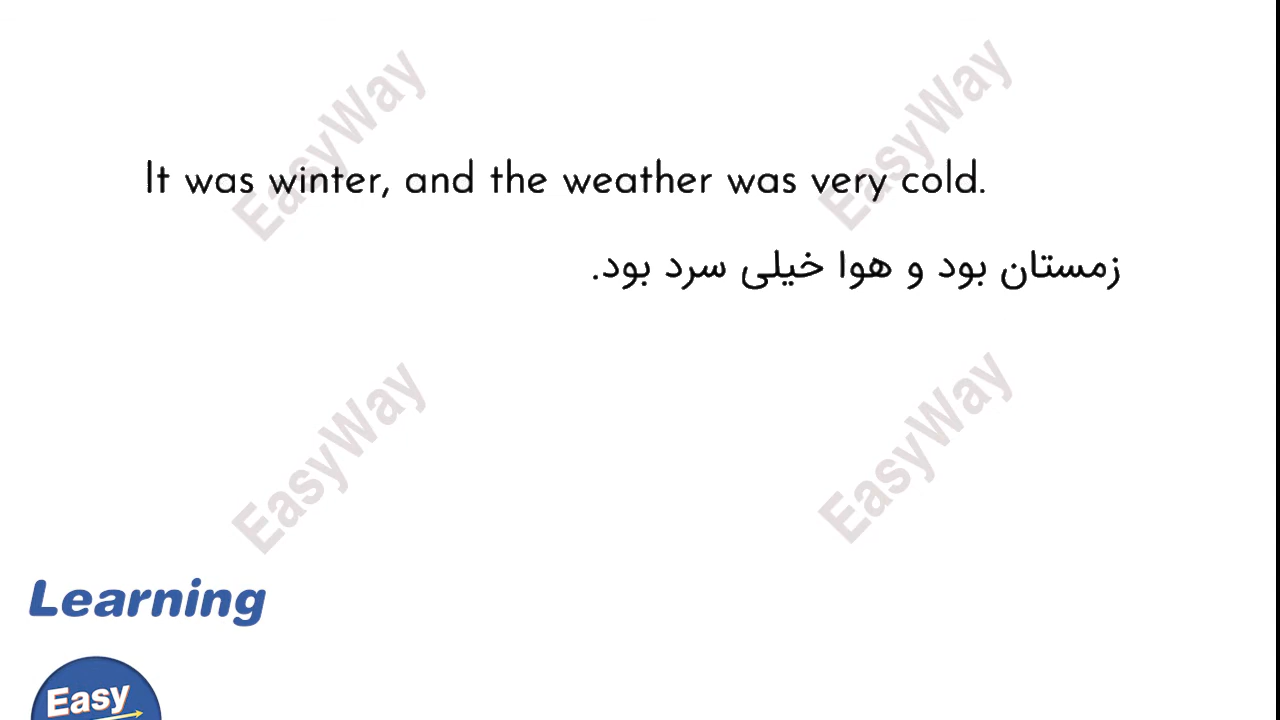 EasyWay EasyWay
It was winter, and the weather was very cold.
زمستان بود و هوا خیلی سرد بود.
EasyWay EasyWay
Learning
Easy